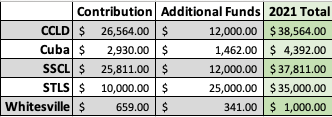 Contribution Additional Funds 2021 Total
CCLD $ 26,564.00 $ 12,000.00 $38,564.00
Cuba $ 2,930.00 $ 1,462.00 $ 4,392.00
SSCL $ 25,811.00 $ 12,000.00 $37,811.00
STLS $ 10,000.00 $ 25,000.00 $35,000.00
Whitesville $ 659.00 $ 341.00 $ 1,000.00